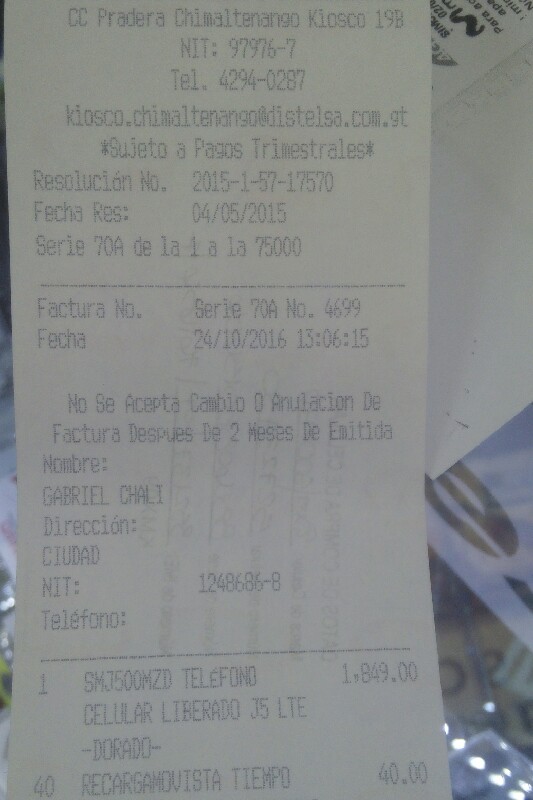 CC Pradera Chimaltenango Kiosco 19B
NIT: 97976-7
Tel. 4294-0287
kiosco.chimaltenango@distelsa.com.gt
*Sujeto a Pagos Trimestrales*
Resolución No. 2015-1-57-17570
Fecha Res: 04/05/2015
Serie 70A de la 1 a la 75000
Factura No. Serie 70A No. 4699
Fecha 24/10/2016 13:06:15
No Se Acepta Cambio O Anulacion De
Factura Despues De 2 Meses De Emitida
Nombre:
GABRIEL CHALI
Dirección:
CIUDAD
NIT: 1248686-8
Teléfono:
1 SMJ500MZD TELéFONO 1,849.00
CELULAR LIBERADO J5 LTE
-DORADO-
40 RECARGAMOVISTA TIEMPO 40.00